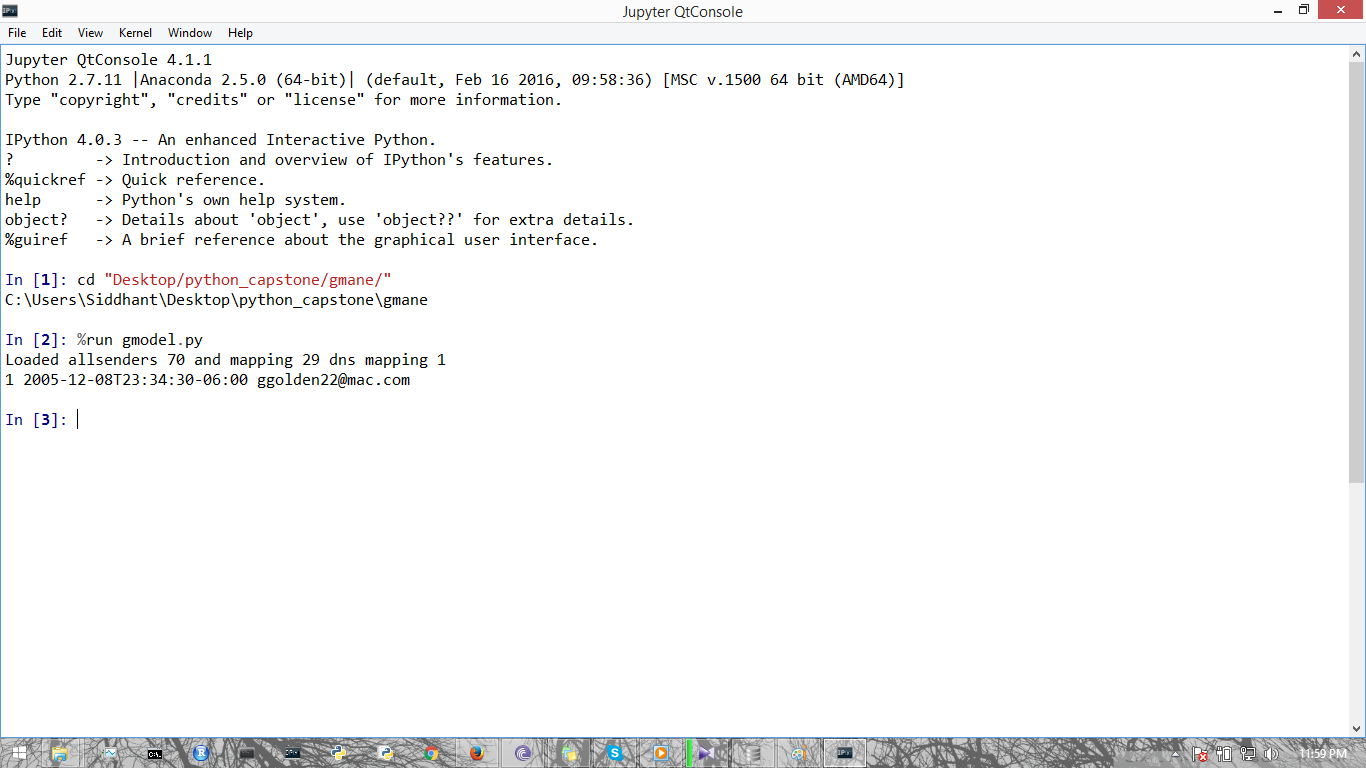 Jupyter QtConsole
File Edit View Kernel Window Help
Jupyter QtConsole 4.1.1
Python 2.7.11 |Anaconda 2.5.0 (64-bit)| (default, Feb 16 2016, 09:58:36) [MSC v.1500 64 bit (AMD64)]
Type "copyright", "credits" or "license" for more information.
IPython 4.0.3 -- An enhanced Interactive Python.
?         -> Introduction and overview of IPython's features.
%quickref -> Quick reference.
help      -> Python's own help system.
object?   -> Details about 'object', use 'object??' for extra details.
%guiref   -> A brief reference about the graphical user interface.
In [1]: cd "Desktop/python_capstone/gmane/"
C:\Users\Siddhant\Desktop\python_capstone\gmane
In [2]: %run gmodel.py
Loaded allsenders 70 and mapping 29 dns mapping 1
1 2005-12-08T23:34:30-06:00 ggolden22@mac.com
In [3]:
11:59 PM